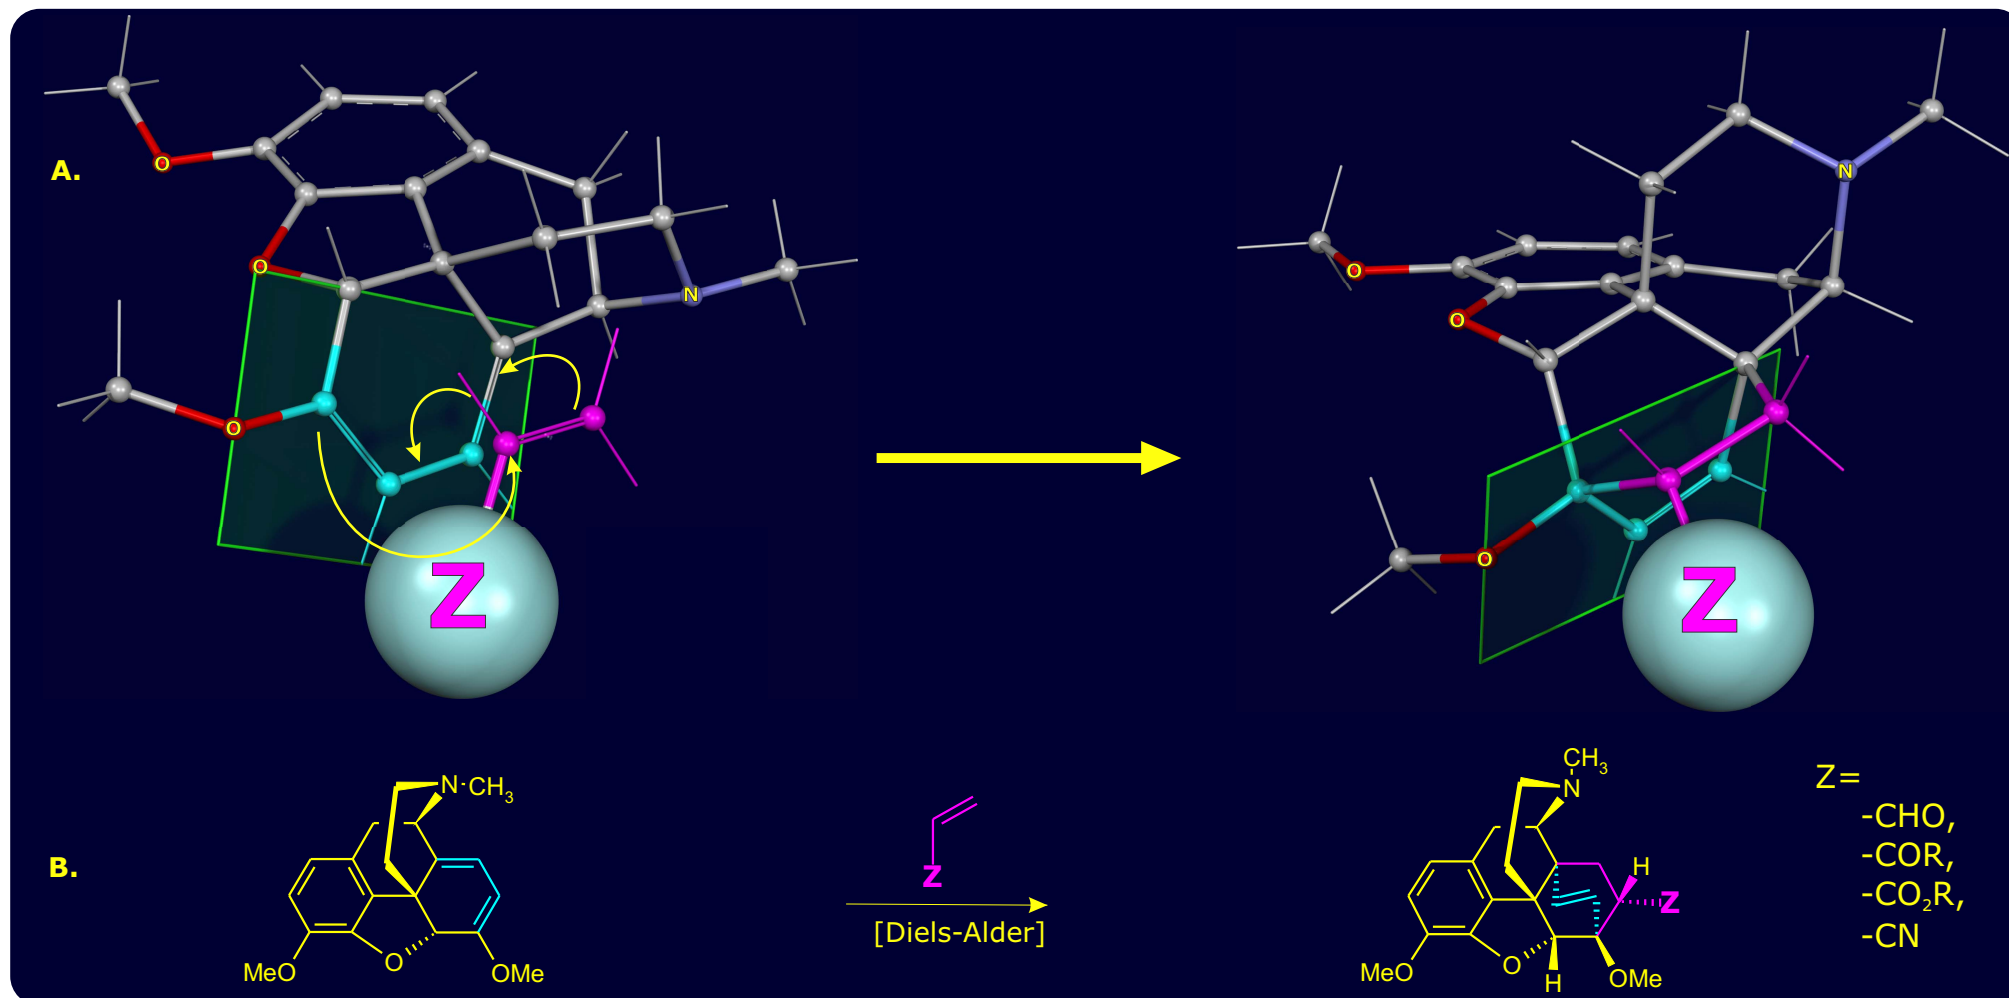 A.
O
O
O
N
Z
N
O
O
O
Z
B.
N-CH3
MeO
O
OMe
Z
[Diels-Alder]
CH3
N
H
Z
MeO
O
H
OMe
Z=
-CHO,
-COR,
-CO2R,
-CN